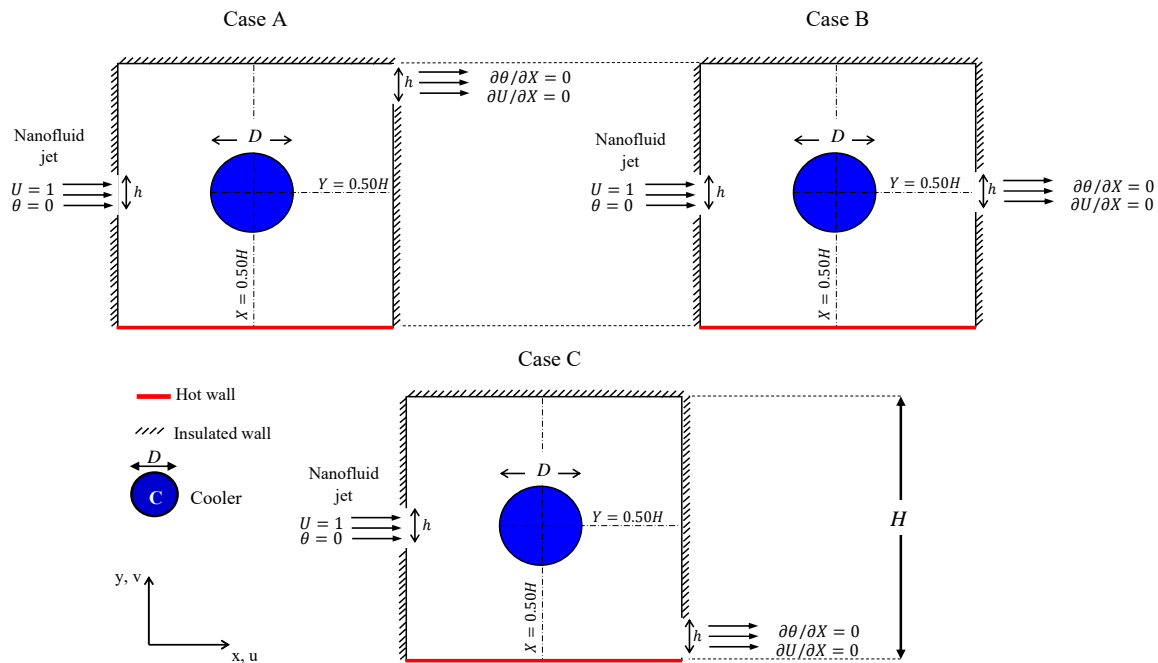 Case A
Case B
h
∂θ/∂X = 0
∂U/∂X = 0
Nanofluid
jet
U = 1
θ = 0
h
D
Y = 0.50H
X = 0.50H
Nanofluid
jet
U = 1
θ = 0
h
D
Y = 0.50H
X = 0.50H
h
∂θ/∂X = 0
∂U/∂X = 0
Case C
Hot wall
Insulated wall
D
C
Cooler
Nanofluid
jet
U = 1
θ = 0
h
D
Y = 0.50H
X = 0.50H
H
h
∂θ/∂X = 0
∂U/∂X = 0
y, v
x, u